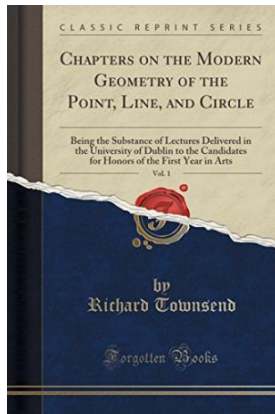 CLASSIC REPRINT SERIES
CHAPTERS ON THE MODERN
GEOMETRY OF THE
POINT, LINE, AND CIRCLE
Being the Substance of Lectures Delivered in
the University of Dublin to the Candidates
for Honors of the First Year in Arts
Vol. 1
by
Richard Townsend
Forgotten Books